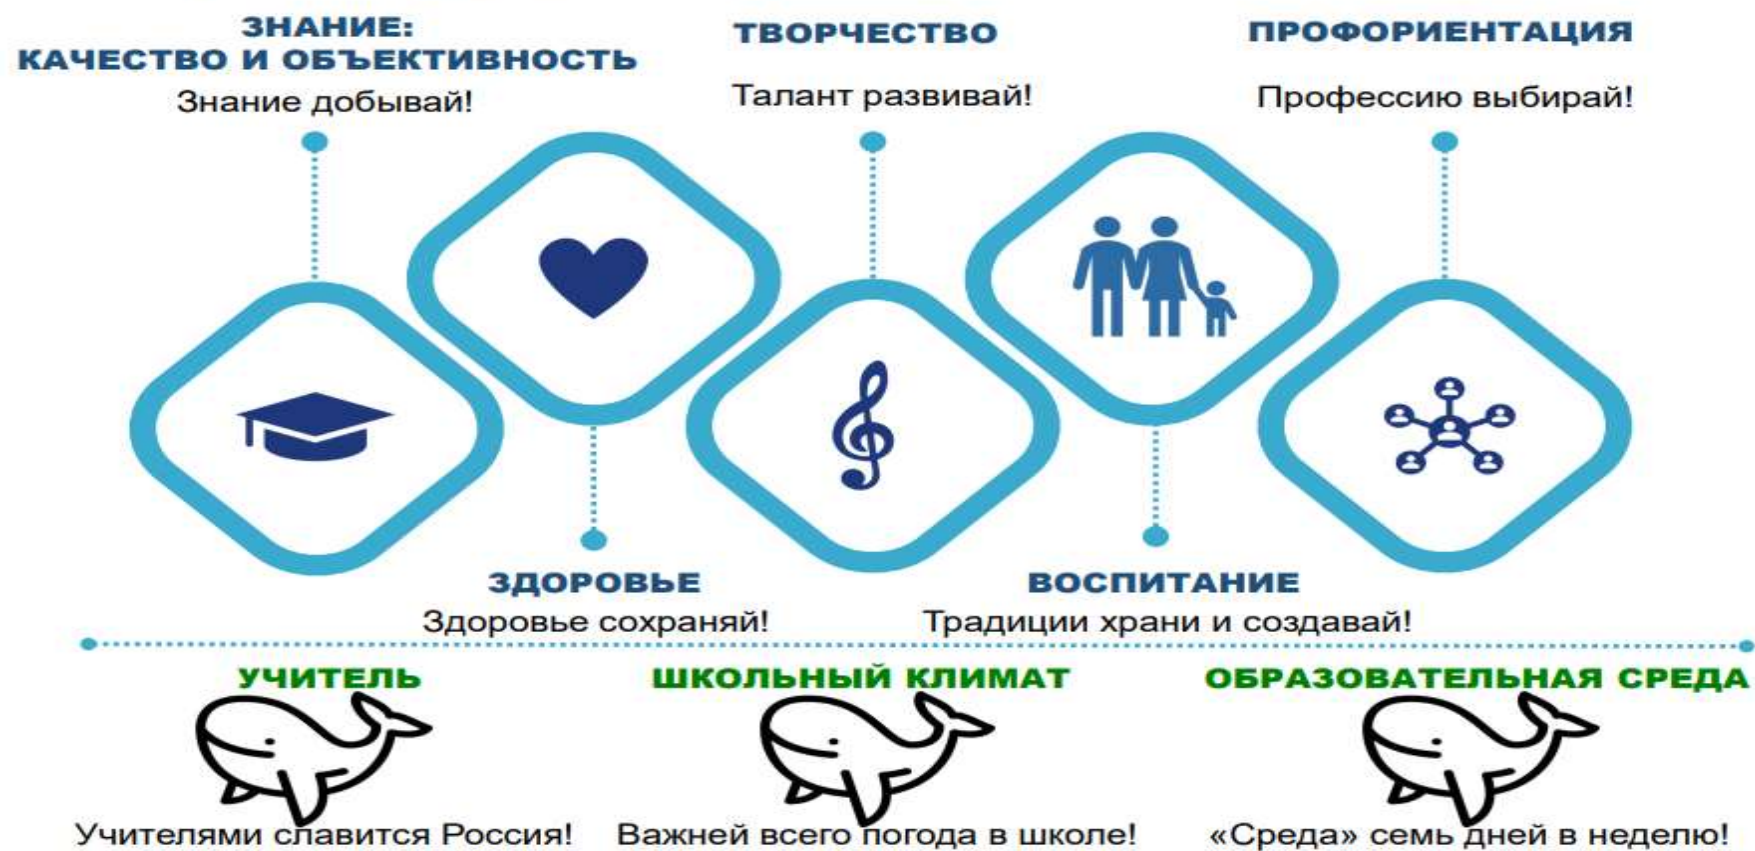 ЗНАНИЕ:
КАЧЕСТВО И ОБЪЕКТИВНОСТЬ
Знание добывай!
ТВОРЧЕСТВО
Талант развивай!
ПРОФОРИЕНТАЦИЯ
Профессию выбирай!
ЗДОРОВЬЕ
Здоровье сохраняй!
ВОСПИТАНИЕ
Традиции храни и создавай!
УЧИТЕЛЬ
Учителями славится Россия!
ШКОЛЬНЫЙ КЛИМАТ
Важней всего погода в школе!
ОБРАЗОВАТЕЛЬНАЯ СРЕДА
«Среда» семь дней в неделю!